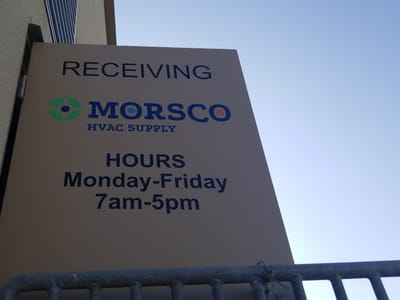 RECEIVING
MORSCO
HVAC SUPPLY
HOURS
Monday-Friday
7am-5pm